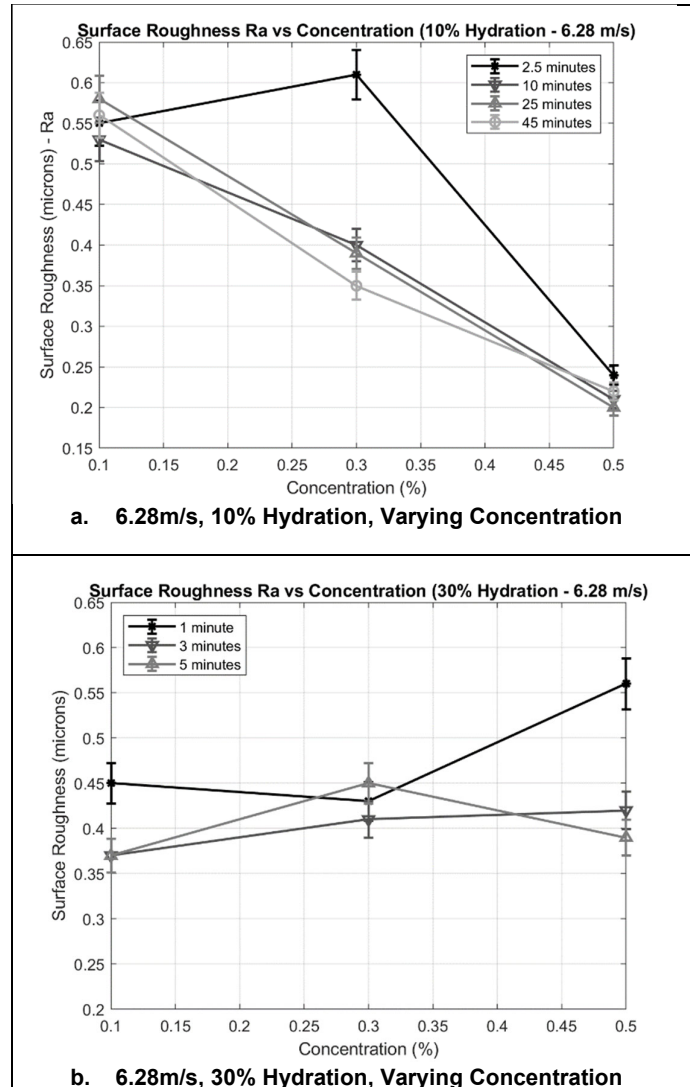 Surface Roughness Ra vs Concentration (10% Hydration - 6.28 m/s)
0.65
0.6
0.55
0.5
0.45
0.4
0.35
0.3
0.25
0.2
0.15
Surface Roughness (microns) - Ra
2.5 minutes
10 minutes
25 minutes
45 minutes
0.1 0.15 0.2 0.25 0.3 0.35 0.4 0.45 0.5
Concentration (%)
a. 6.28m/s, 10% Hydration, Varying Concentration
Surface Roughness Ra vs Concentration (30% Hydration - 6.28 m/s)
0.65
0.6
0.55
0.5
0.45
0.4
0.35
0.3
0.25
0.2
Surface Roughness (microns)
1 minute
3 minutes
5 minutes
0.1 0.15 0.2 0.25 0.3 0.35 0.4 0.45 0.5
Concentration (%)
b. 6.28m/s, 30% Hydration, Varying Concentration